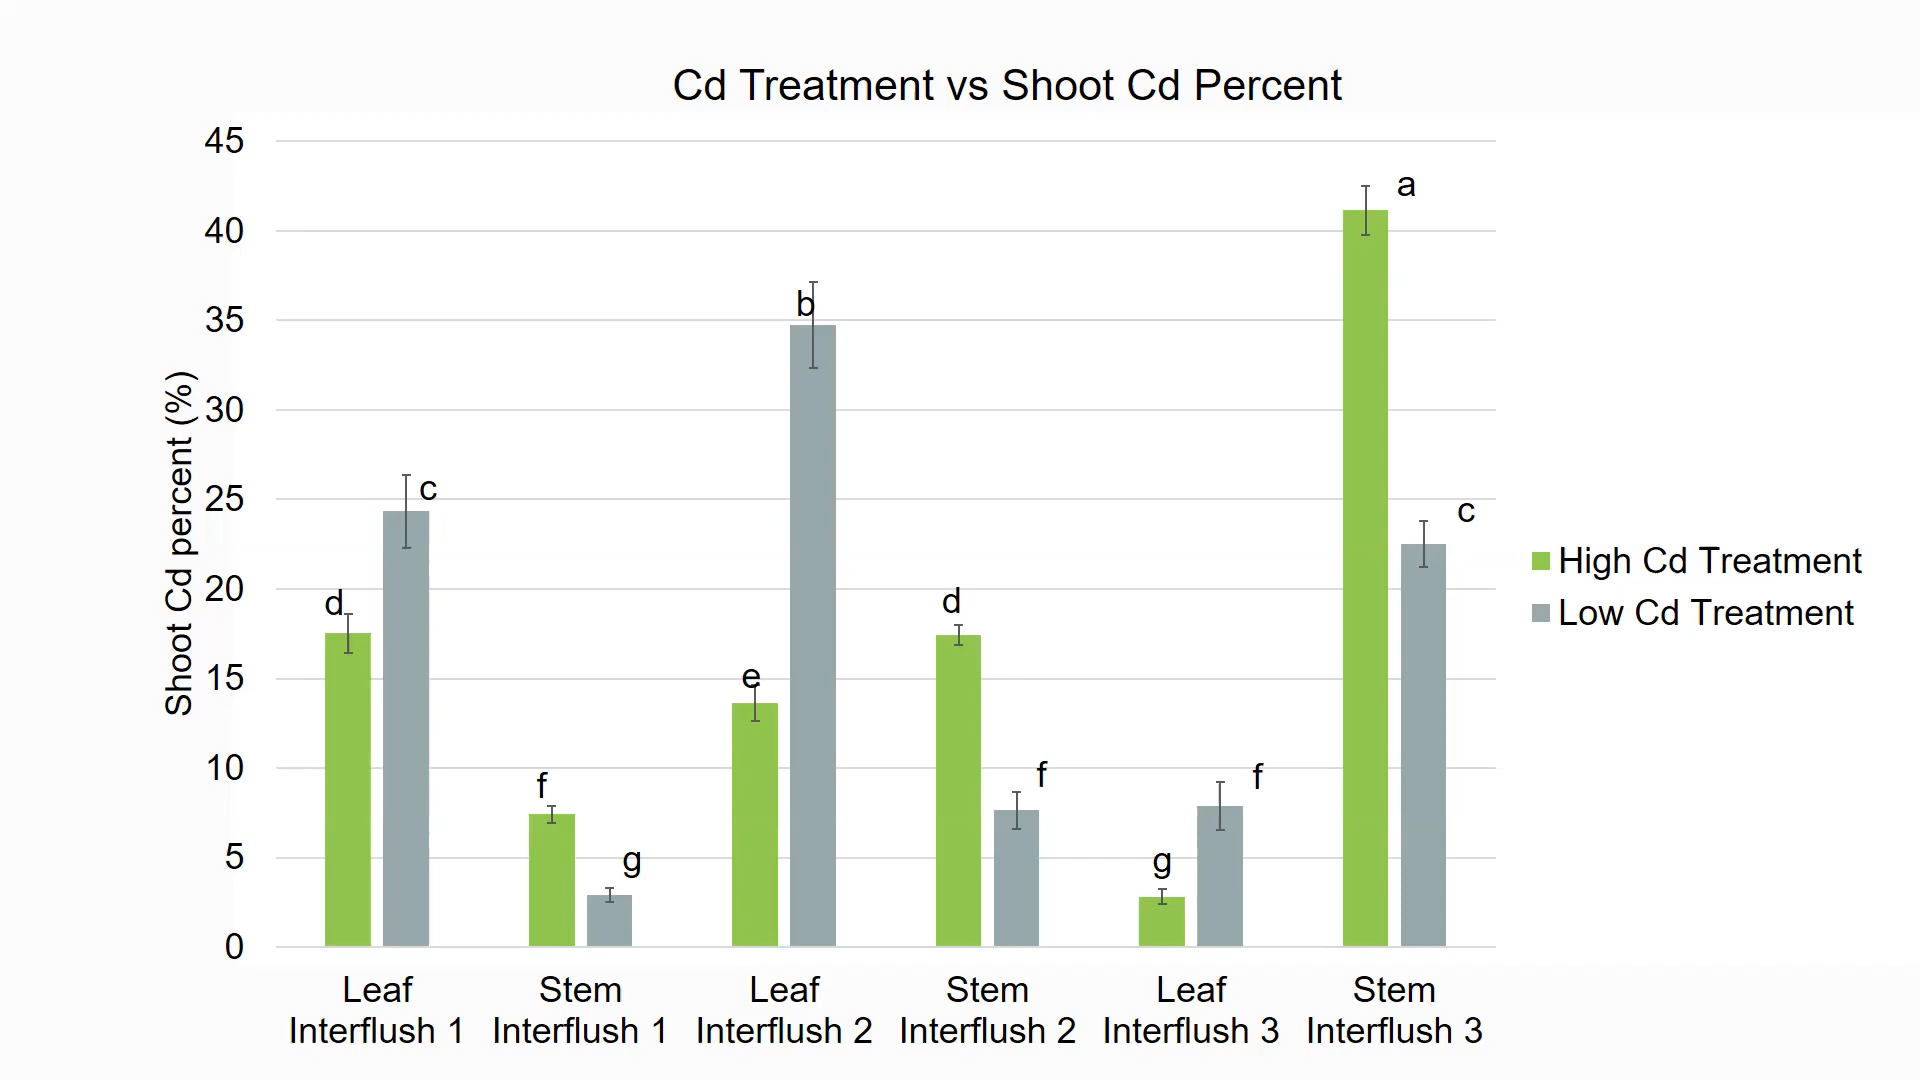 Cd Treatment vs Shoot Cd Percent
45
40
35
30
25
20
15
10
5
0
Shoot Cd percent (%)
d
c
f
g
e
b
d
f
g
f
a
c
Leaf
Interflush 1
Stem
Interflush 1
Leaf
Interflush 2
Stem
Interflush 2
Leaf
Interflush 3
Stem
Interflush 3
High Cd Treatment
Low Cd Treatment